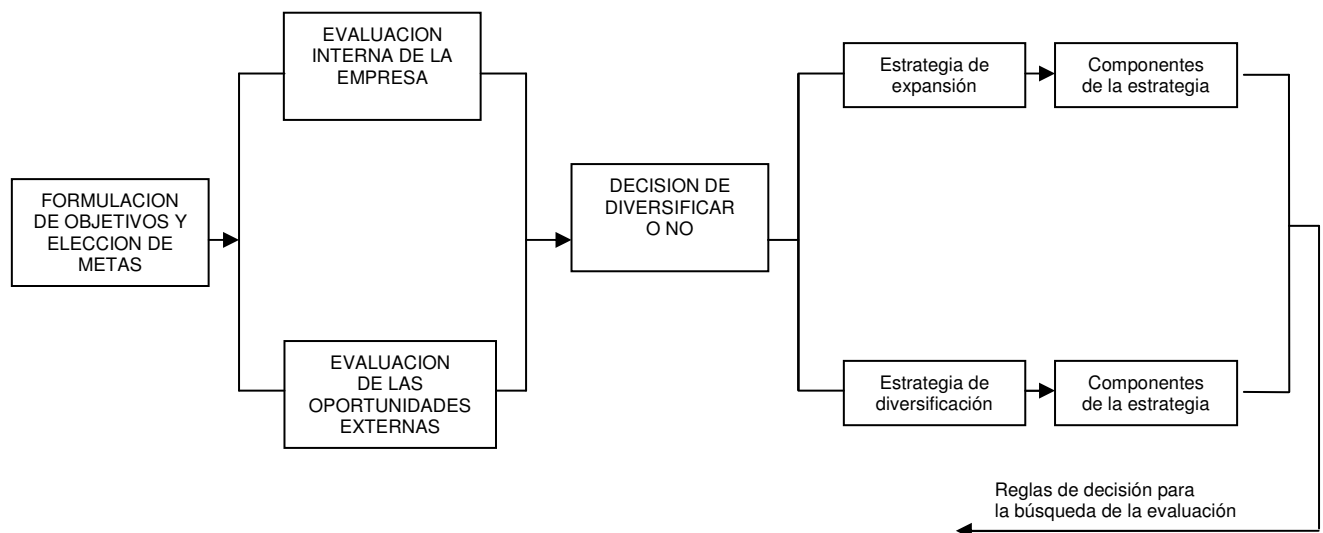 FORMULACION
DE OBJETIVOS Y
ELECCION DE
METAS
EVALUACION
INTERNA DE LA
EMPRESA
EVALUACION
DE LAS
OPORTUNIDADES
EXTERNAS
DECISION DE
DIVERSIFICAR
O NO
Estrategia de
expansión
Componentes
de la estrategia
Estrategia de
diversificación
Componentes
de la estrategia
Reglas de decisión para
la búsqueda de la evaluación